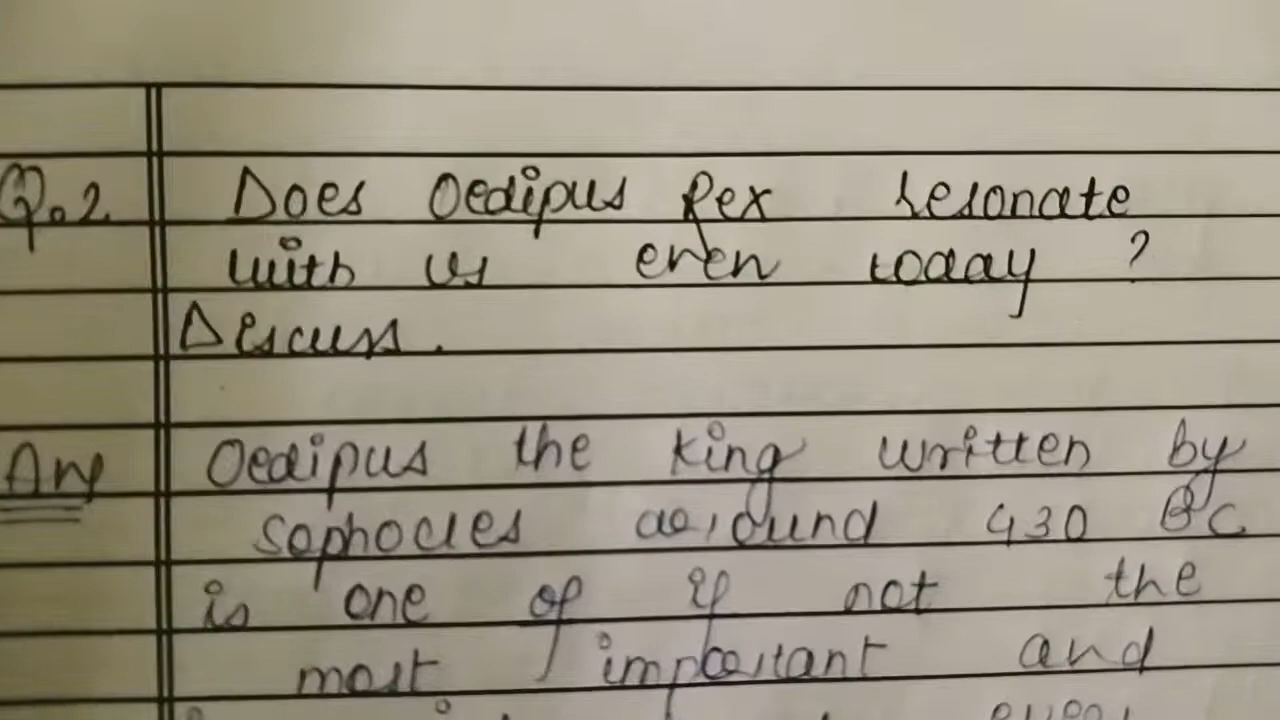 Q.2 Does Oedipus Rex resonate
with us even today ?
Discuss.
Ans Oedipus the King written by
Sophocles around 430 BC
is one of if not the
most important and